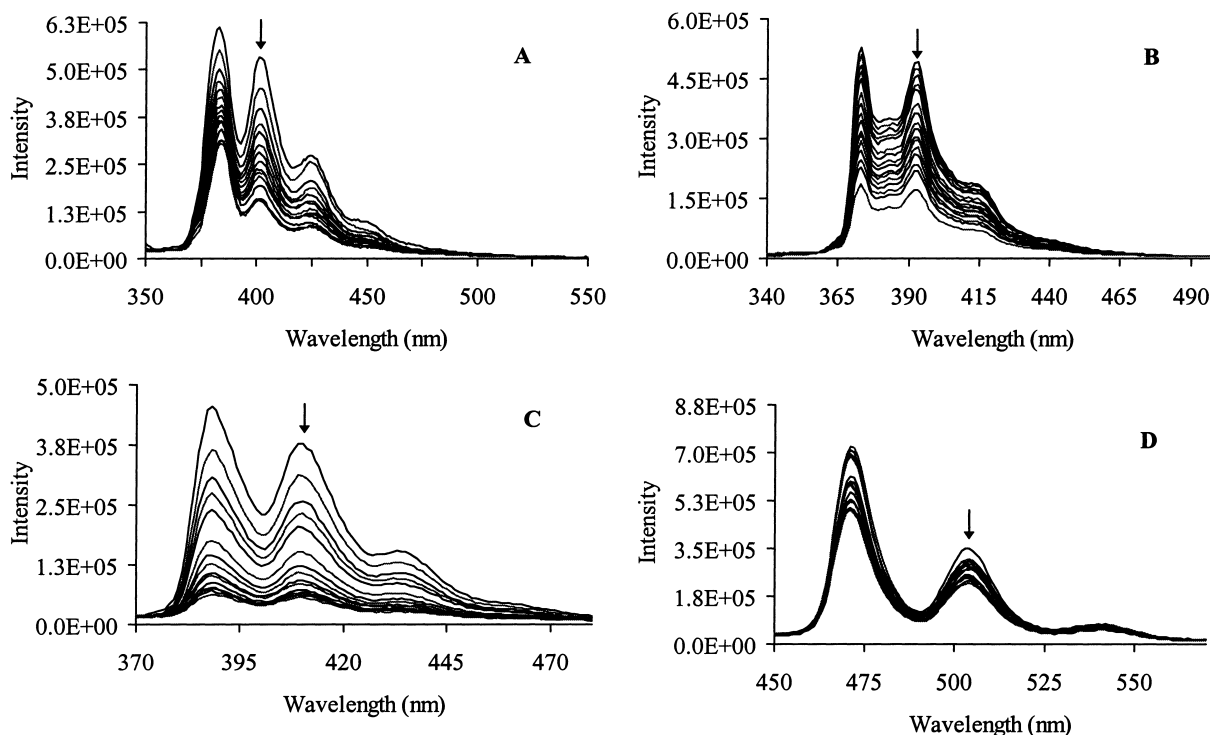 A
6.3E+05
5.0E+05
3.8E+05
2.5E+05
1.3E+05
0.0E+00
Intensity
350 400 450 500 550
Wavelength (nm)
B
6.0E+05
4.5E+05
3.0E+05
1.5E+05
0.0E+00
Intensity
340 365 390 415 440 465 490
Wavelength (nm)
C
5.0E+05
3.8E+05
2.5E+05
1.3E+05
0.0E+00
Intensity
370 395 420 445 470
Wavelength (nm)
D
8.8E+05
7.0E+05
5.3E+05
3.5E+05
1.8E+05
0.0E+00
Intensity
450 475 500 525 550
Wavelength (nm)